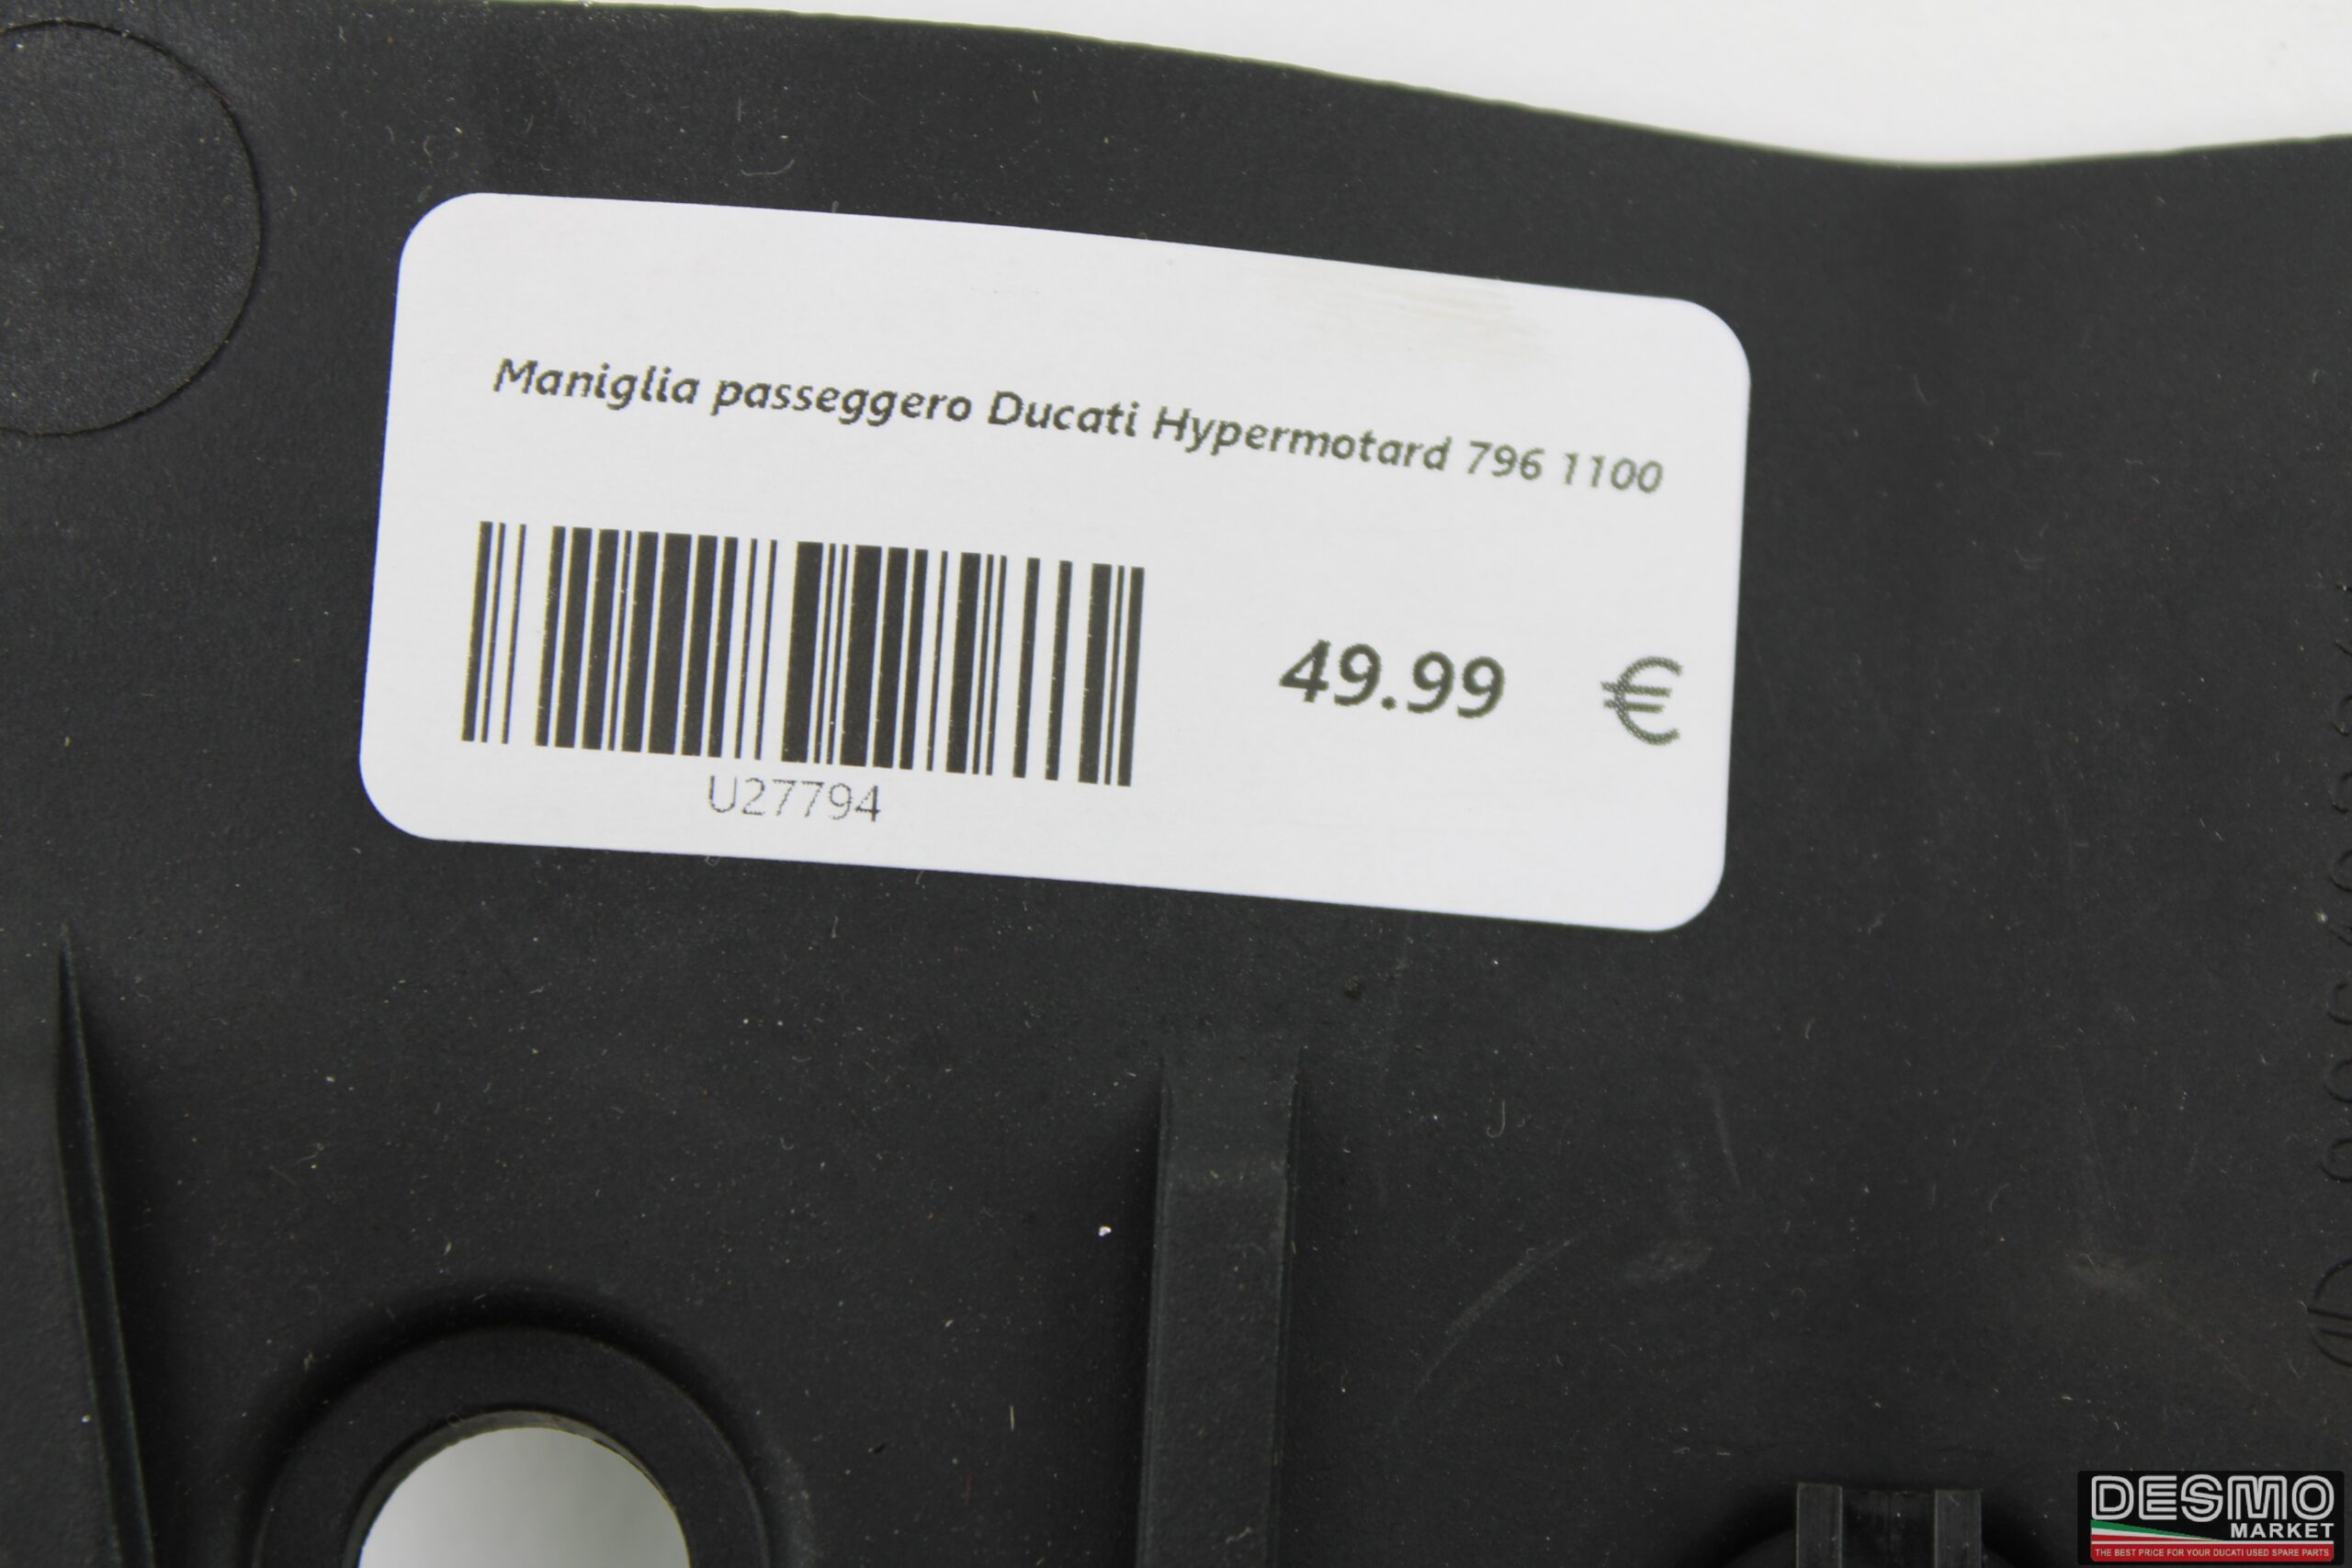 Maniglia passeggero Ducati Hypermotard 796 1100
49.99 €
U27794
DESMO
MARKET
THE BEST PRICE FOR YOUR DUCATI USED SPARE PARTS